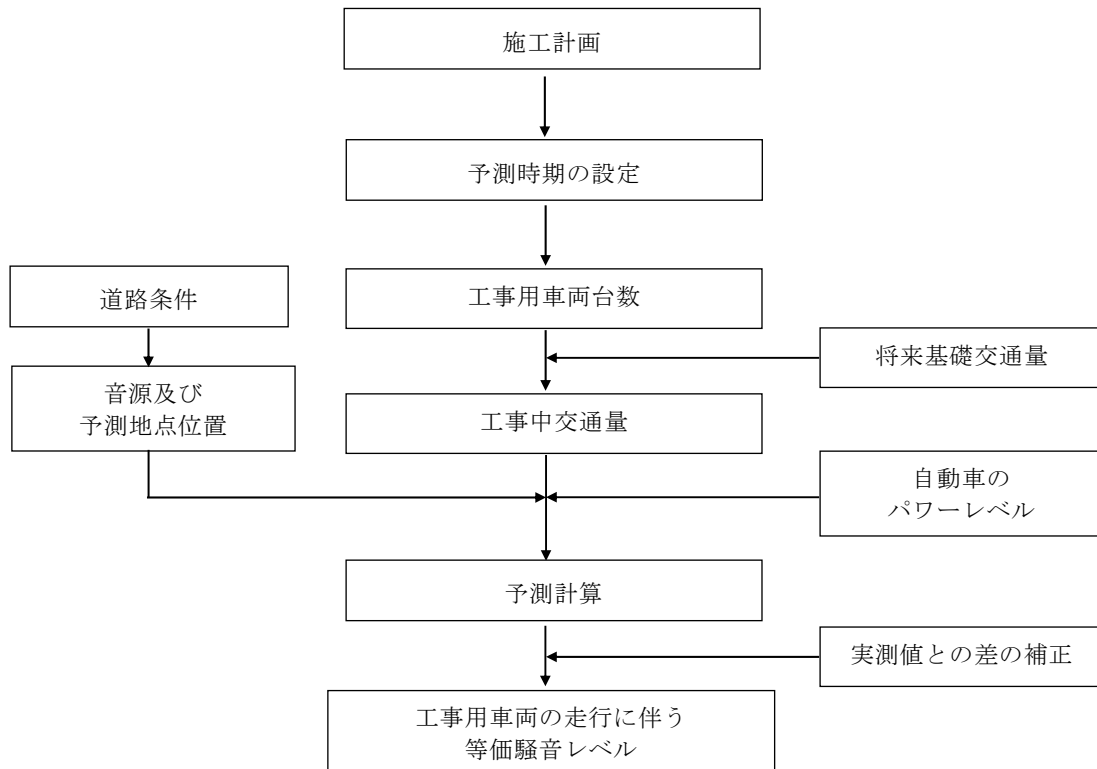 施工計画
予測時期の設定
工事用車両台数
道路条件
将来基礎交通量
音源及び
予測地点位置
工事中交通量
自動車の
パワーレベル
予測計算
実測値との差の補正
工事用車両の走行に伴う
等価騒音レベル